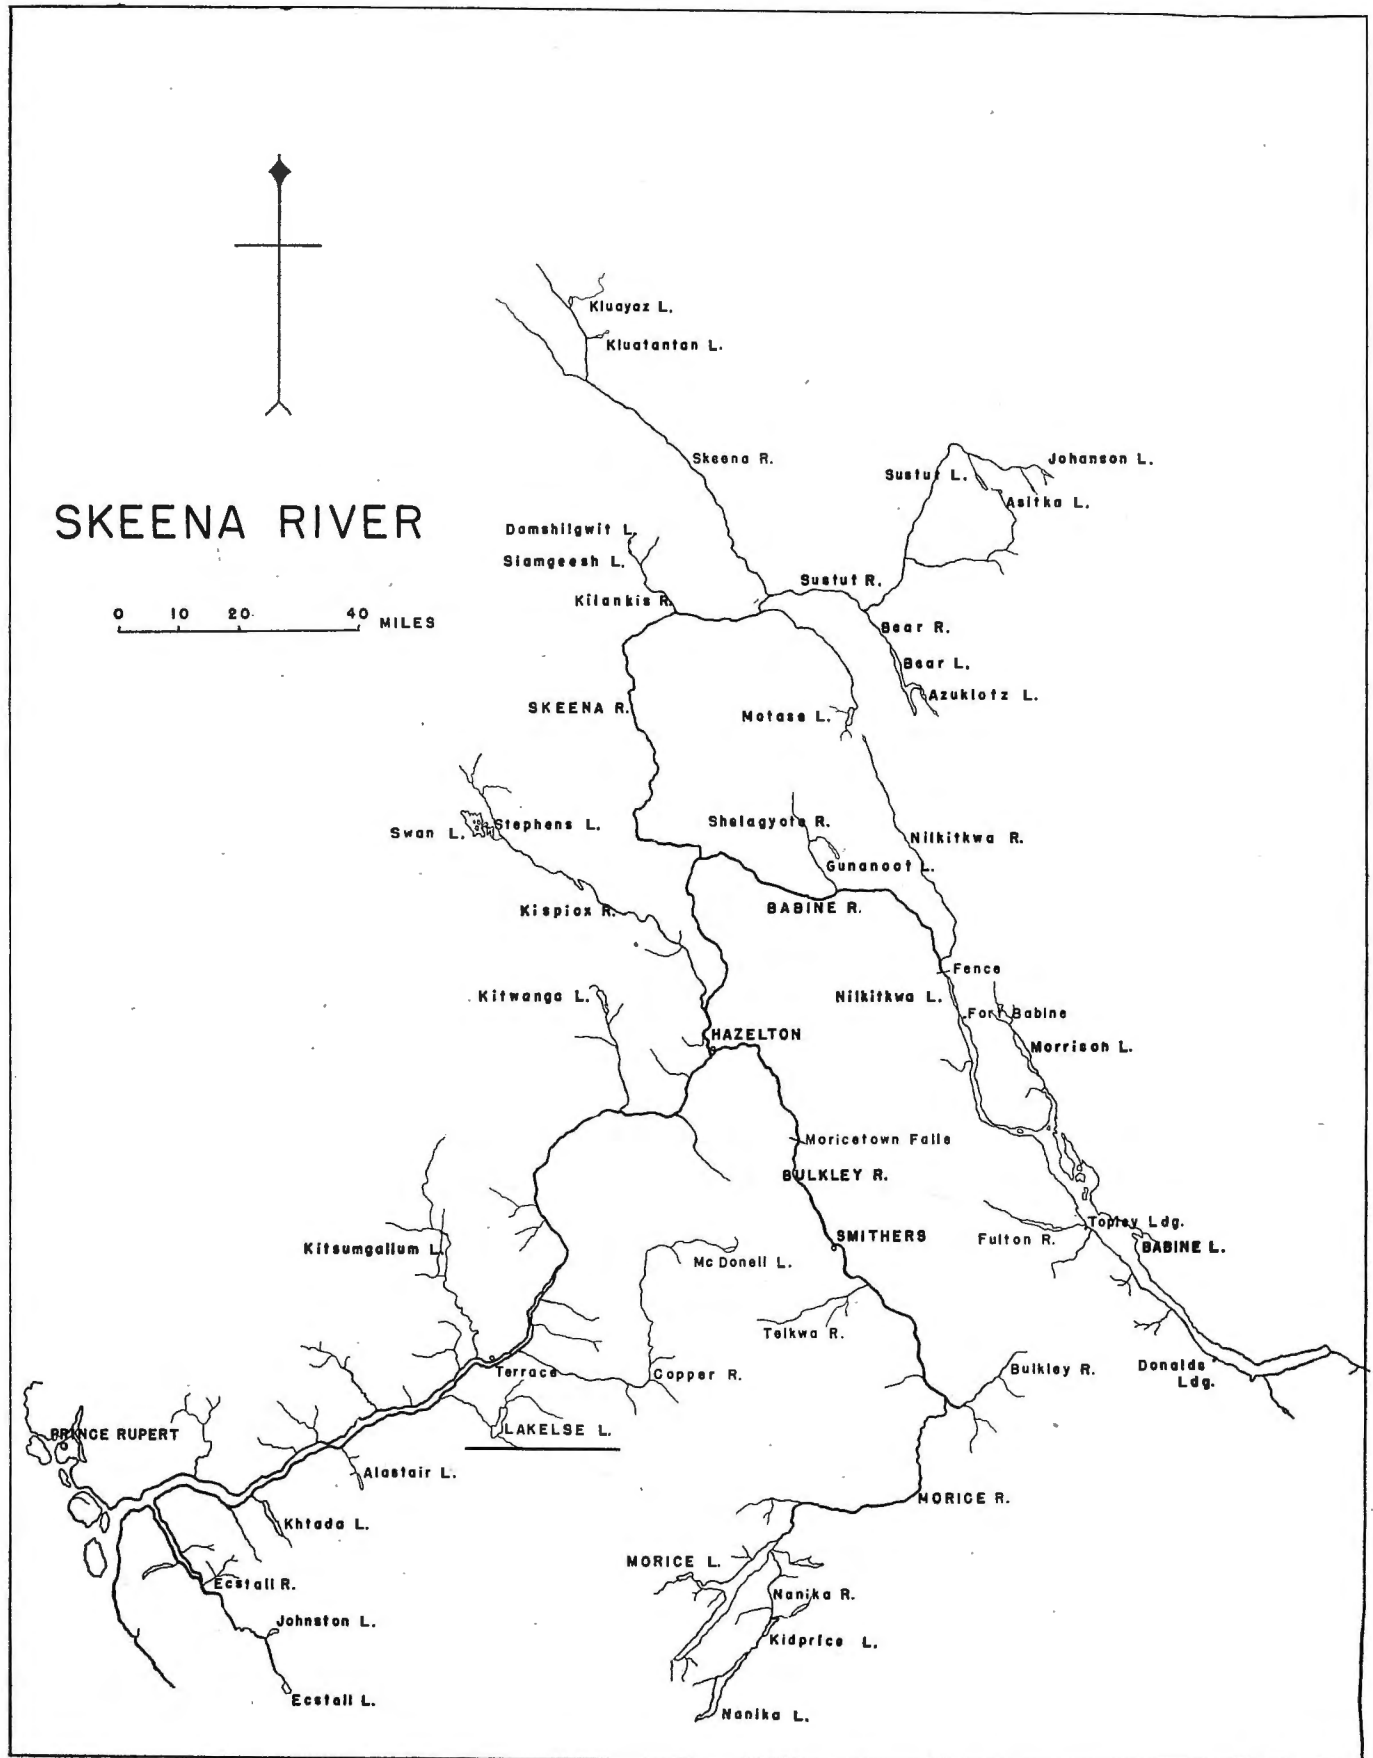 Kluayaz L.
Kluatantan L.
Skeena R.
Johanson L.
Sustut L.
Asitka L.
SKEENA RIVER
Damshilgwit L.
Slamgeesh L.
Sustut R.
Kilankis R.
0 10 20 40 MILES
Bear R.
Bear L.
Azuklotz L.
SKEENA R.
Motase L.
Shelagyote R.
Stephens L.
Swan L.
Nilkitkwa R.
Gunanoot L.
Kispiox R.
BABINE R.
Fence
Kitwanga L.
Nilkitkwa L.
Fort Babine
HAZELTON
Morrison L.
Moricetown Falls
BULKLEY R.
Topley Ldg.
SMITHERS
Fulton R.
BABINE L.
Kitsumgallum L.
McDonell L.
Telkwa R.
Terrace
Copper R.
Bulkley R.
Donalds
Ldg.
PRINCE RUPERT
LAKELSE L.
Alastair L.
MORICE R.
Khtada L.
MORICE L.
Ecstall R.
Nanika R.
Johnston L.
Kidprice L.
Ecstall L.
Nanika L.